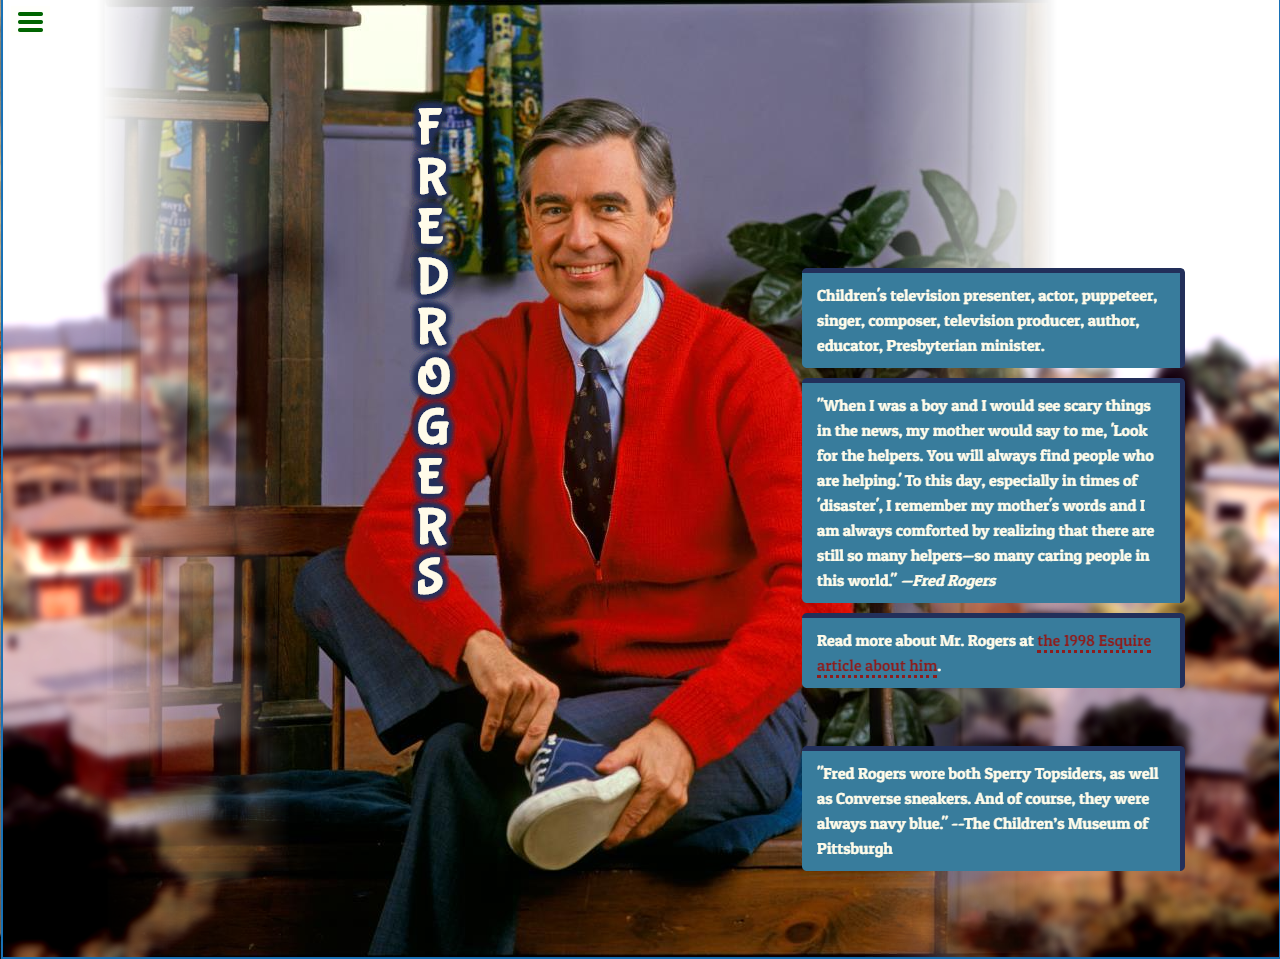 FRED ROGERS
Children's television presenter, actor, puppeteer,
singer, composer, television producer, author,
educator, Presbyterian minister.
"When I was a boy and I would see scary things
in the news, my mother would say to me, 'Look
for the helpers. You will always find people who
are helping.' To this day, especially in times of
'disaster', I remember my mother's words and I
am always comforted by realizing that there are
still so many helpers—so many caring people in
this world." —Fred Rogers
Read more about Mr. Rogers at the 1998 Esquire
article about him.
"Fred Rogers wore both Sperry Topsiders, as well
as Converse sneakers. And of course, they were
always navy blue." --The Children’s Museum of
Pittsburgh